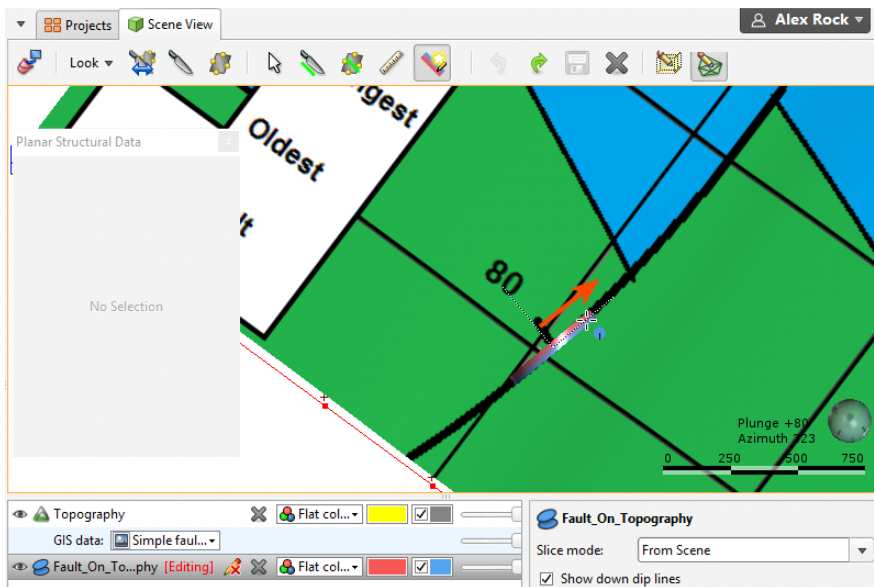 Projects
Scene View
Alex Rock
Look
Planar Structural Data
No Selection
Oldest
80
Plunge +80
Azimuth
0 250 500 750
Topography
Flat col...
GIS data:
Simple faul...
Fault_On_To...phy [Editing]
Flat col...
Fault_On_Topography
Slice mode:
From Scene
Show down dip lines